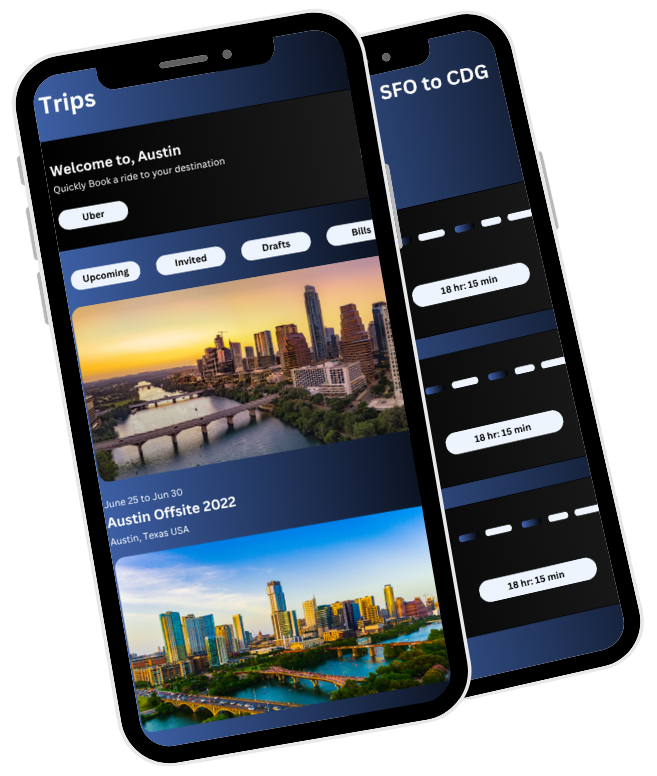 Trips
Welcome to, Austin
Quickly Book a ride to your destination
Uber
Upcoming
Invited
Drafts
Bills
June 25 to Jun 30
Austin Offsite 2022
Austin, Texas USA
SFO to CDG
18 hr: 15 min
18 hr: 15 min
18 hr: 15 min